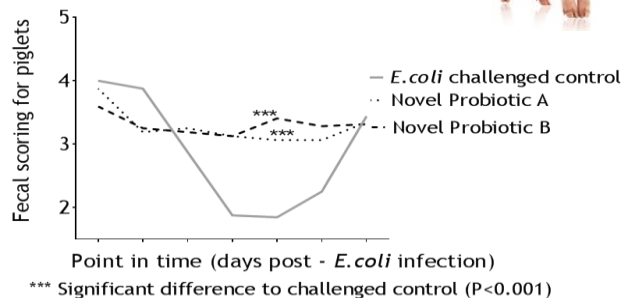 Fecal scoring for piglets
5
4
3
2
***
***
E.coli challenged control
Novel Probiotic A
Novel Probiotic B
Point in time (days post - E.coli infection)
*** Significant difference to challenged control (P<0.001)